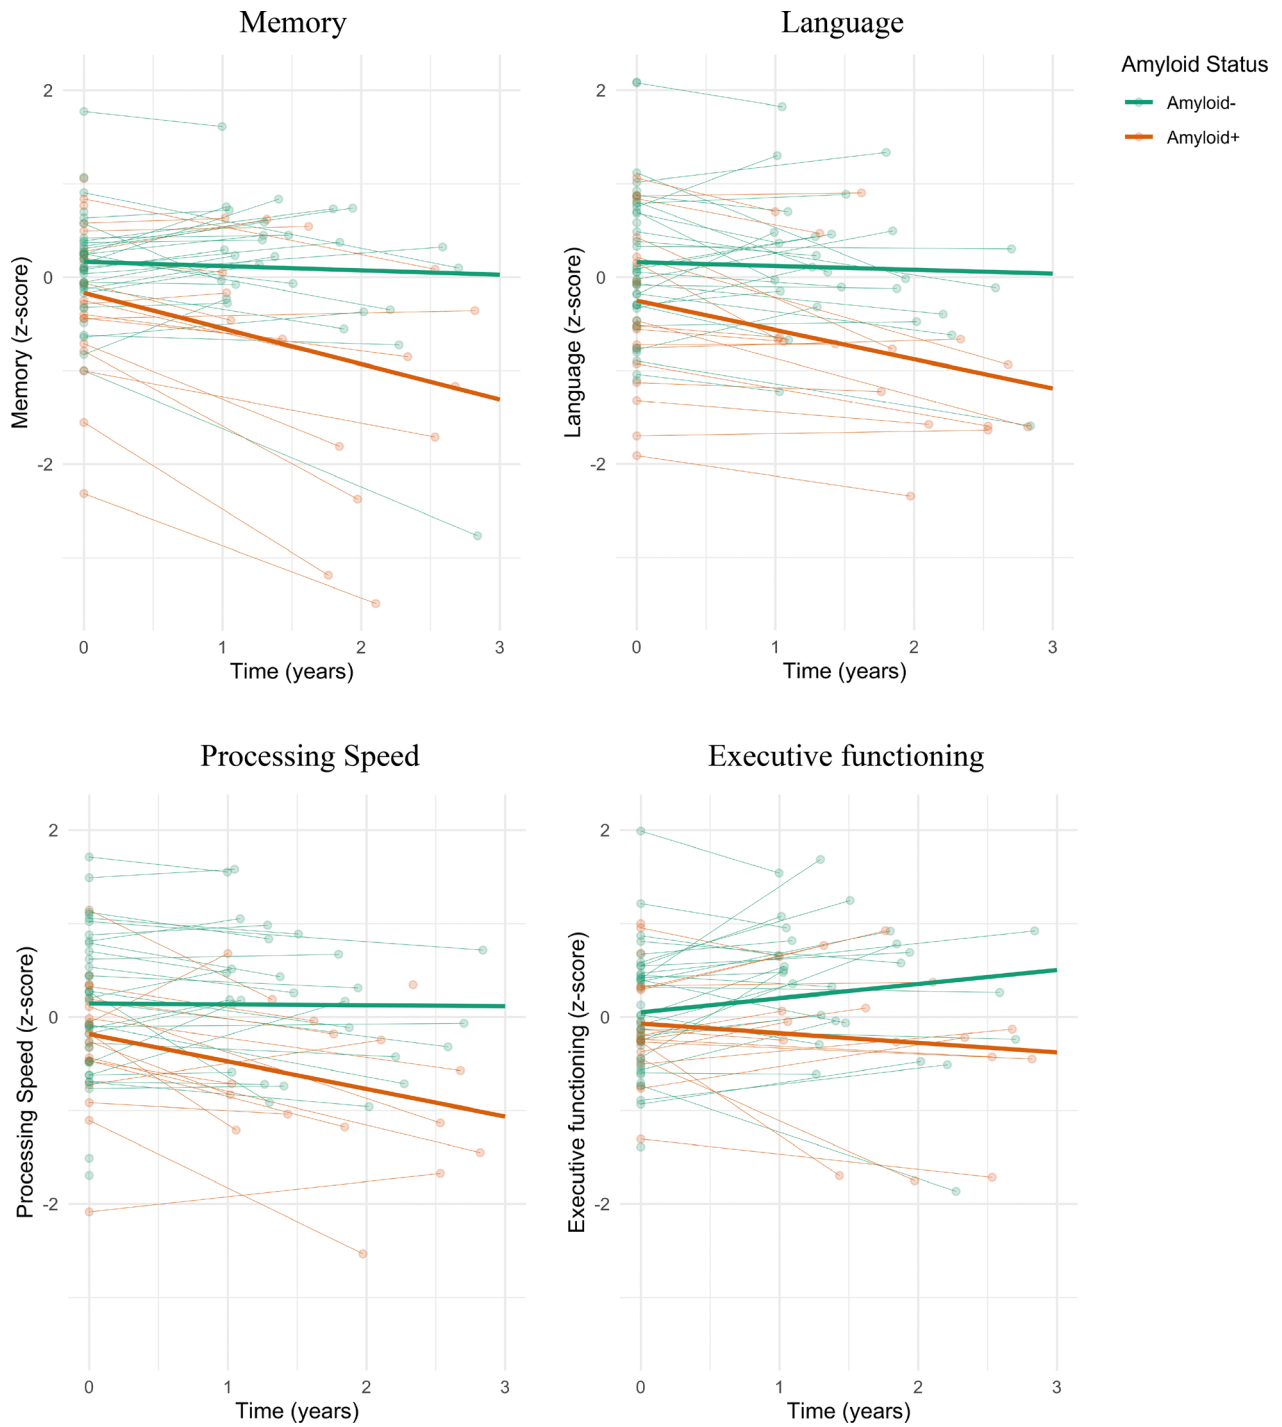 Memory
Language
Amyloid Status
Amyloid-
Amyloid+
Memory (z-score)
2
0
-2
0 1 2 3
Time (years)
Language (z-score)
2
0
-2
0 1 2 3
Time (years)
Processing Speed
Executive functioning
Processing Speed (z-score)
2
0
-2
0 1 2 3
Time (years)
Executive functioning (z-score)
2
0
-2
0 1 2 3
Time (years)